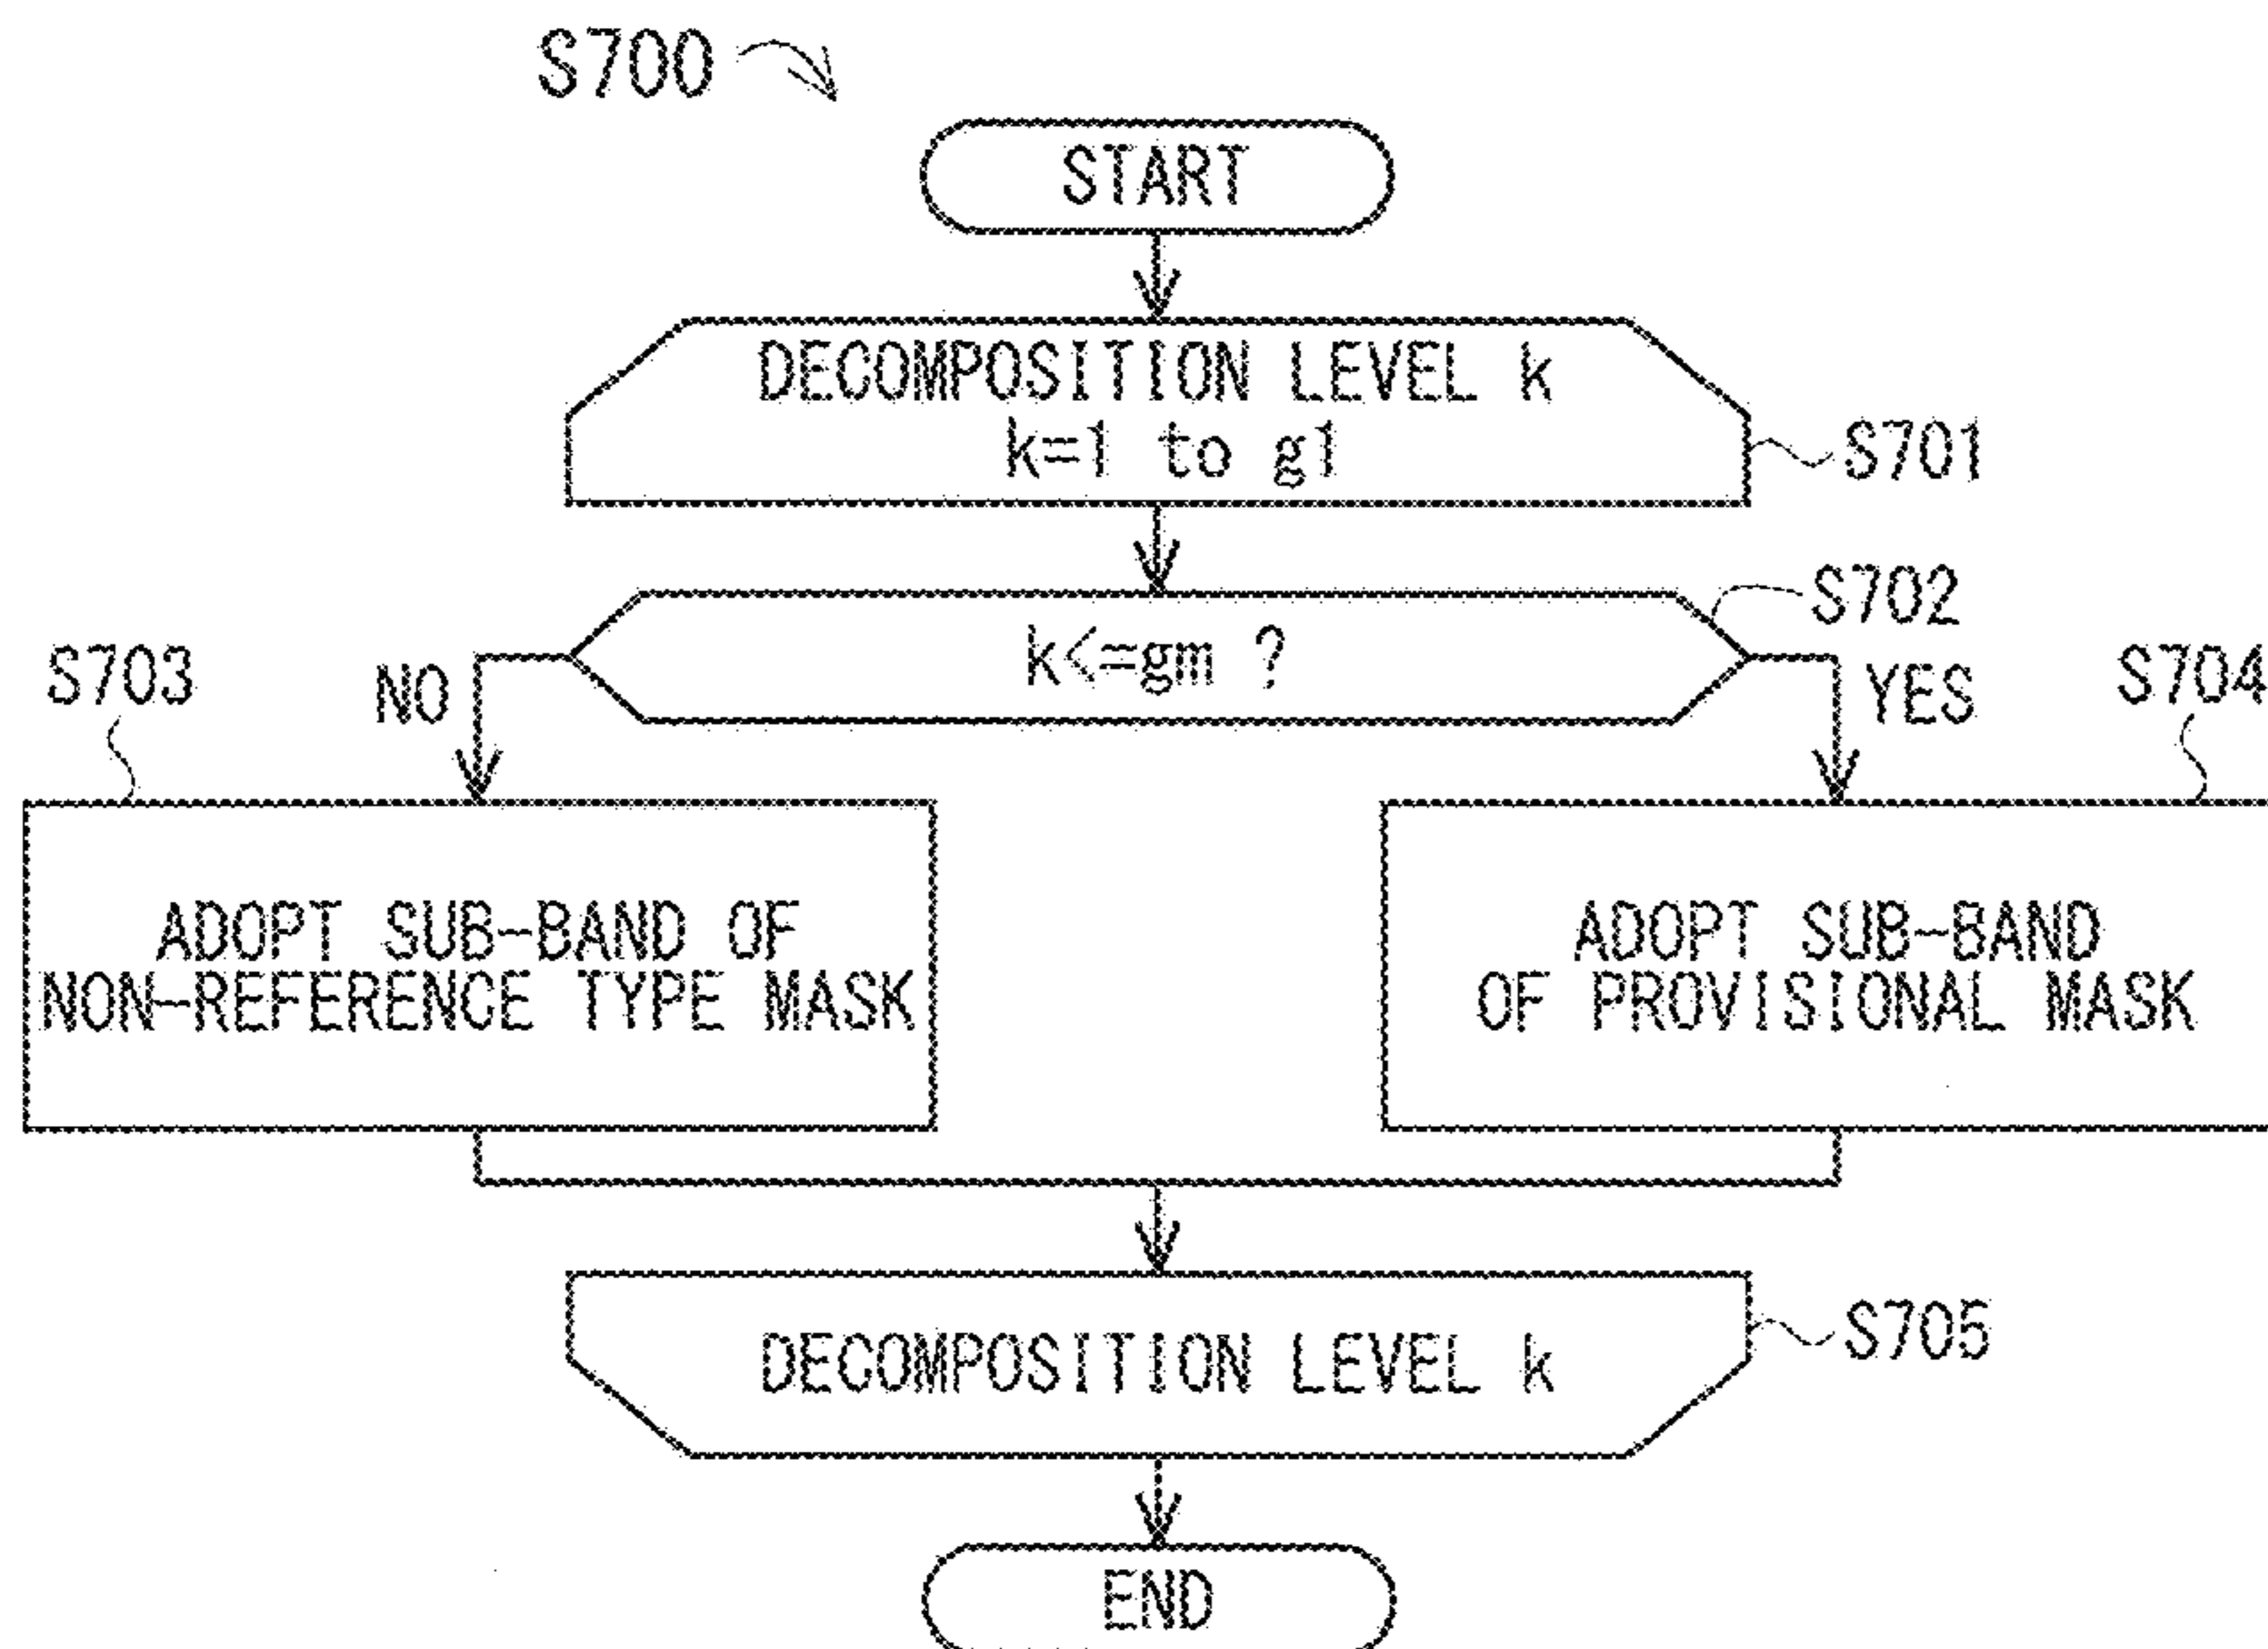 S700
START
DECOMPOSITION LEVEL k
k=1 to g1
S701
k<=gm ?
S702
S703
NO
YES
S704
ADOPT SUB-BAND OF
NON-REFERENCE TYPE MASK
ADOPT SUB-BAND
OF PROVISIONAL MASK
DECOMPOSITION LEVEL k
S705
END